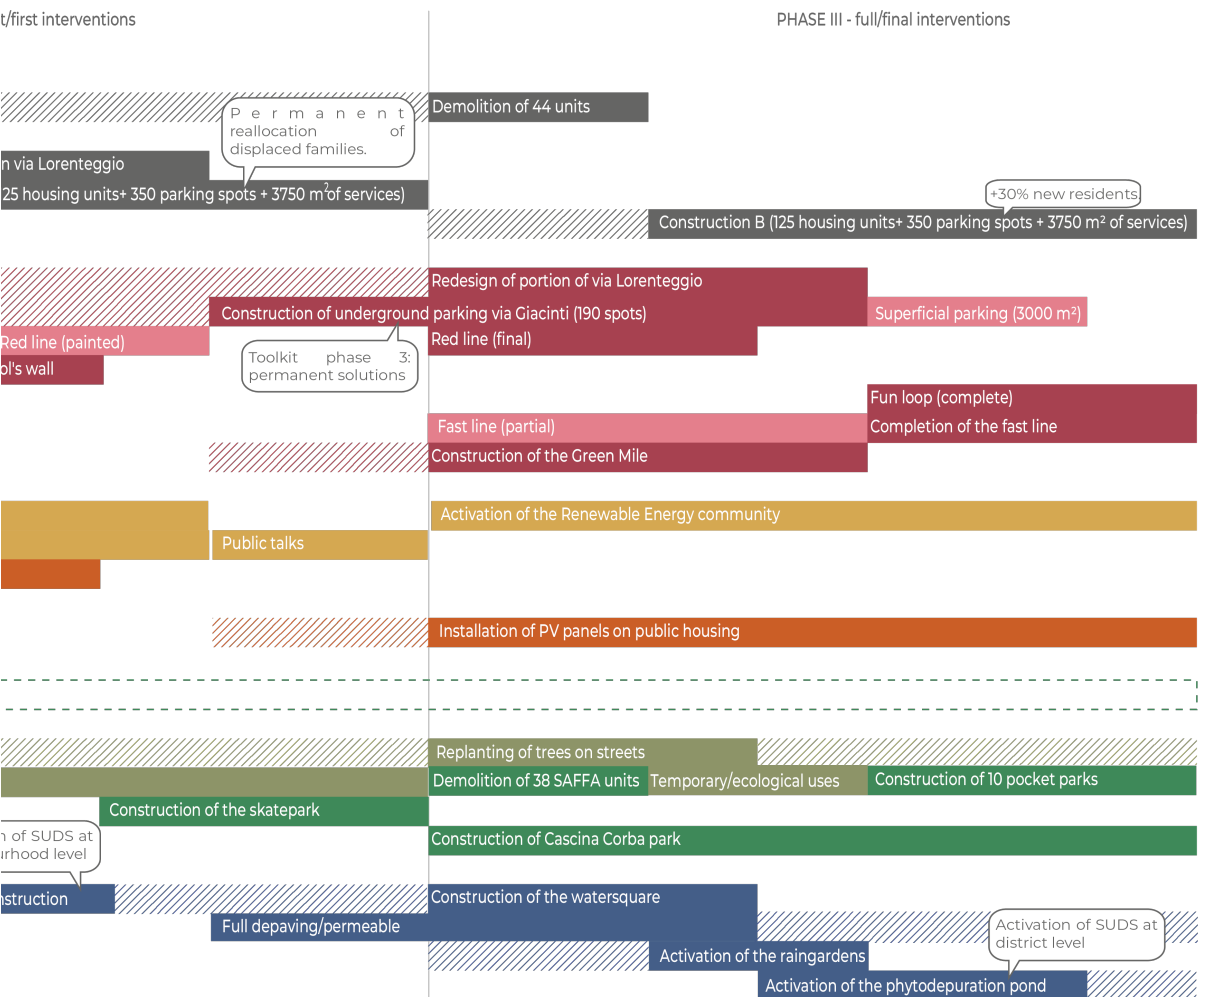 t/first interventions
PHASE III - full/final interventions
Demolition of 44 units
Permanent
reallocation of
displaced families.
n via Lorenteggio
25 housing units+ 350 parking spots + 3750 m² of services)
+30% new residents.
Construction B (125 housing units+ 350 parking spots + 3750 m² of services)
Redesign of portion of via Lorenteggio
Construction of underground parking via Giacinti (190 spots)
Superficial parking (3000 m²)
Red line (painted)
Red line (final)
Toolkit phase 3:
permanent solutions
ol's wall
Fun loop (complete)
Fast line (partial)
Completion of the fast line
Construction of the Green Mile
Activation of the Renewable Energy community
Public talks
Installation of PV panels on public housing
Replanting of trees on streets
Demolition of 38 SAFFA units
Temporary/ecological uses
Construction of 10 pocket parks
Construction of the skatepark
n of SUDS at
urhood level
Construction of Cascina Corba park
nstruction
Construction of the watersquare
Full depaving/permeable
Activation of SUDS at
district level
Activation of the raingardens
Activation of the phytodepuration pond